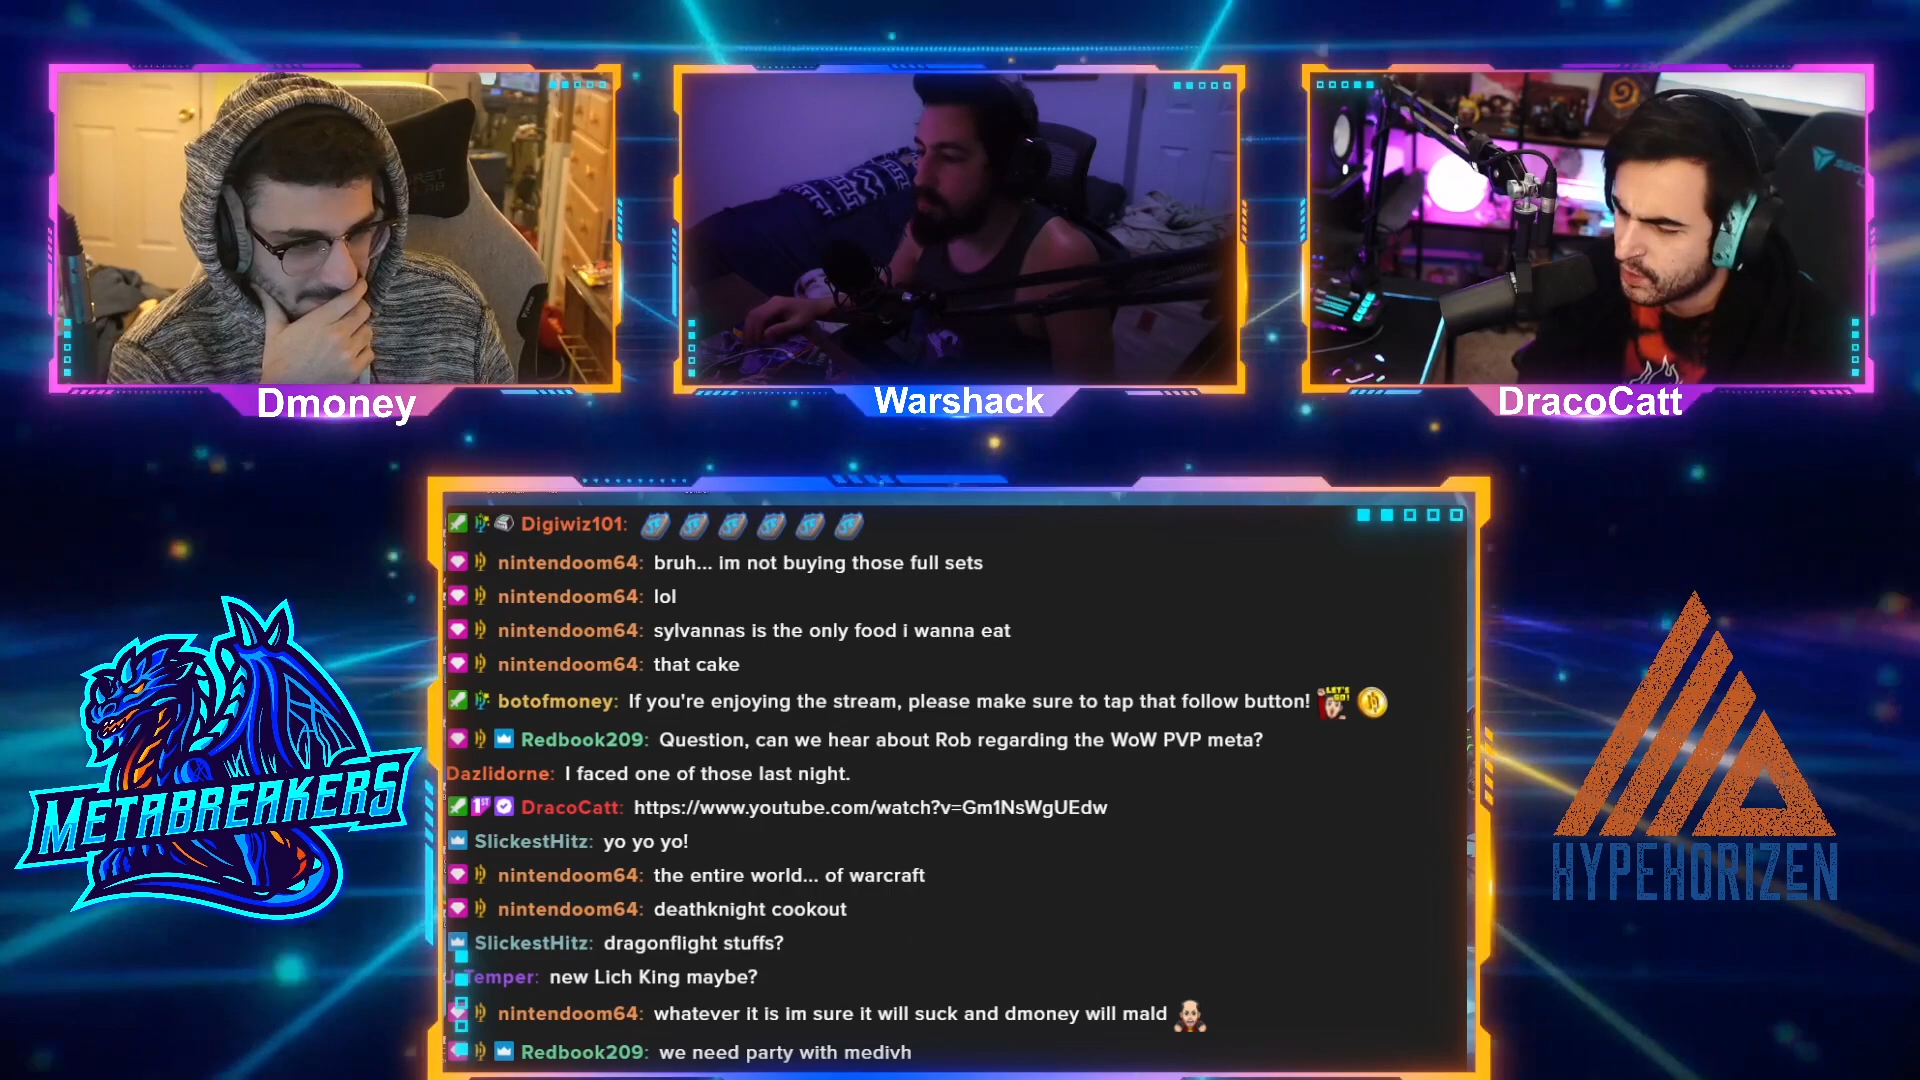 Dmoney
Warshack
DracoCatt
Digiwiz101:
nintendoom64: bruh... im not buying those full sets
nintendoom64: lol
nintendoom64: sylvannas is the only food i wanna eat
nintendoom64: that cake
botofmoney: If you're enjoying the stream, please make sure to tap that follow button!
Redbook209: Question, can we hear about Rob regarding the WoW PVP meta?
Dazlidorne: I faced one of those last night.
DracoCatt: https://www.youtube.com/watch?v=Gm1NsWgUEdw
SlickestHitz: yo yo yo!
nintendoom64: the entire world... of warcraft
nintendoom64: deathknight cookout
SlickestHitz: dragonflight stuffs?
Temper: new Lich King maybe?
nintendoom64: whatever it is im sure it will suck and dmoney will mald
Redbook209: we need party with medivh
METABREAKERS
HYPEHORIZEN